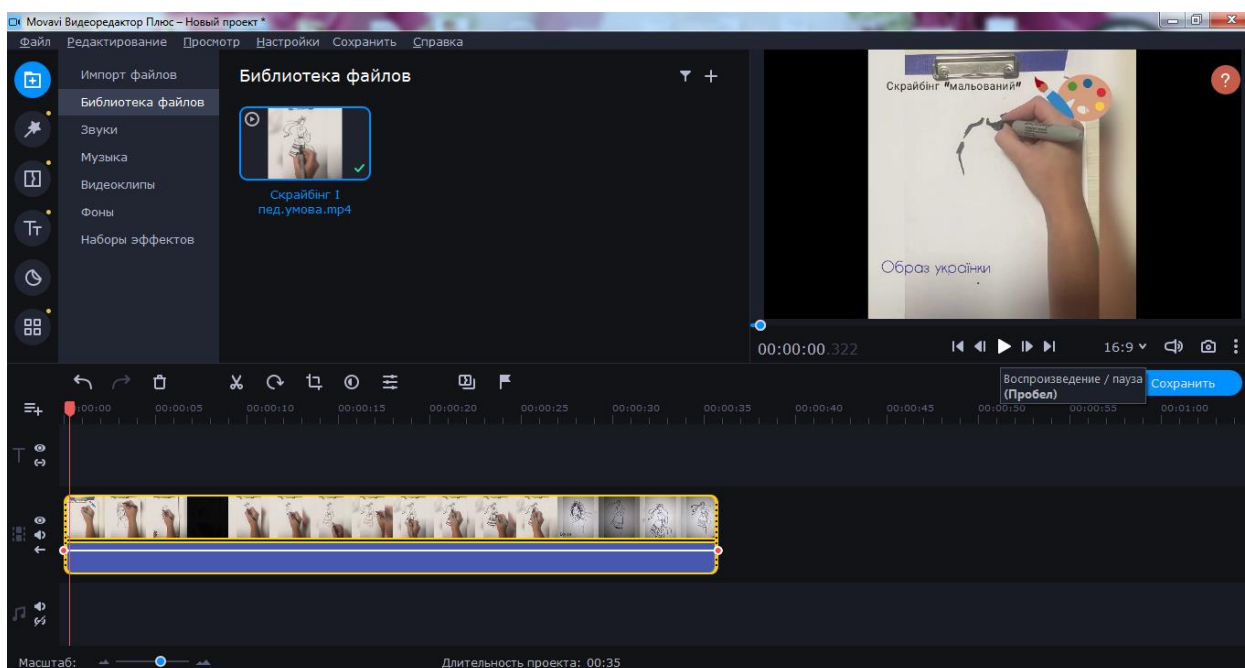 Movavi Видеоредактор Плюс – Новый проект *
Файл Редактирование Просмотр Настройки Сохранить Справка
Импорт файлов
Библиотека файлов
Звуки
Музыка
Видеоклипы
Фоны
Наборы эффектов
Библиотека файлов
Скрайбінг І
пед.умова.mp4
Скрайбінг "мальований"
Образ українки
?
00:00:00.322
16:9
Воспроизведение / пауза
(Пробел)
Сохранить
:00:00 00:00:05 00:00:10 00:00:15 00:00:20 00:00:25 00:00:30 00:00:35 00:00:40 00:00:45 00:00:50 00:00:55 00:01:00
Масштаб:
Длительность проекта: 00:35